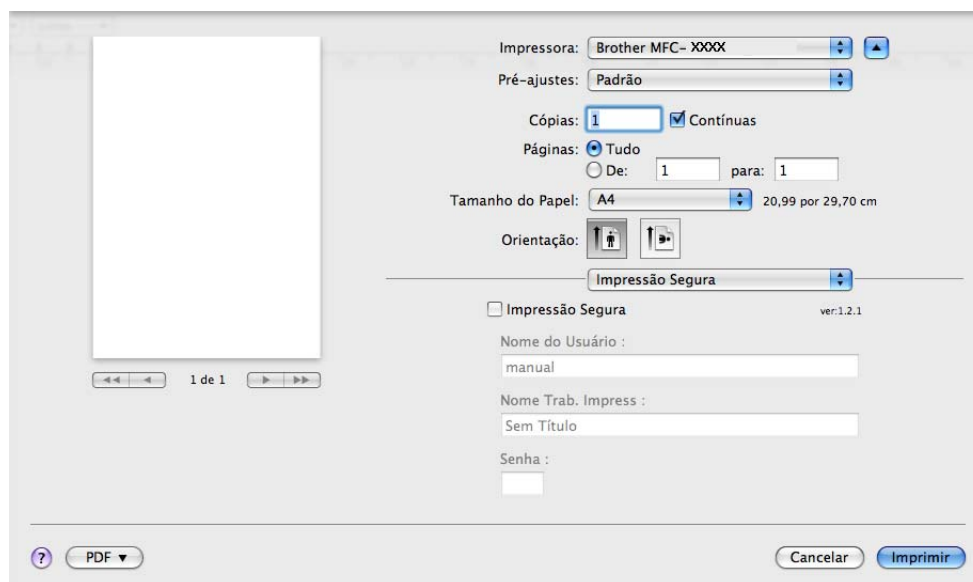 Impressora: Brother MFC- XXXX
Pré-ajustes: Padrão
Cópias: 1 Contínuas
Páginas: Tudo
De: 1 para: 1
Tamanho do Papel: A4 20,99 por 29,70 cm
Orientação:
Impressão Segura
Impressão Segura ver:1.2.1
Nome do Usuário :
manual
Nome Trab. Impress :
Sem Título
Senha :
1 de 1
? PDF Cancelar Imprimir